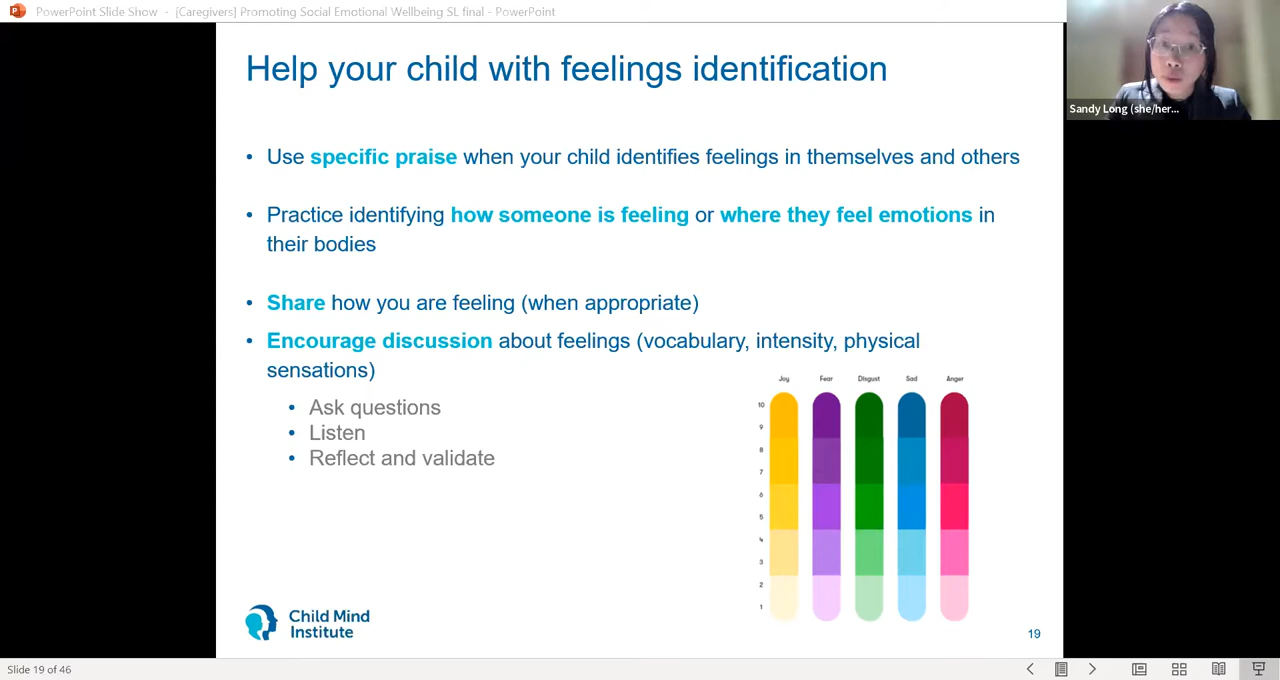 PowerPoint Slide Show - [Caregivers] Promoting Social Emotional Wellbeing SL final - PowerPoint
Sandy Long (she/her...
Help your child with feelings identification
• Use specific praise when your child identifies feelings in themselves and others
• Practice identifying how someone is feeling or where they feel emotions in
their bodies
• Share how you are feeling (when appropriate)
• Encourage discussion about feelings (vocabulary, intensity, physical
sensations)
• Ask questions
• Listen
• Reflect and validate
Joy Fear Disgust Sad Anger
10
9
8
7
6
5
4
3
2
1
Child Mind
Institute
19
Slide 19 of 46